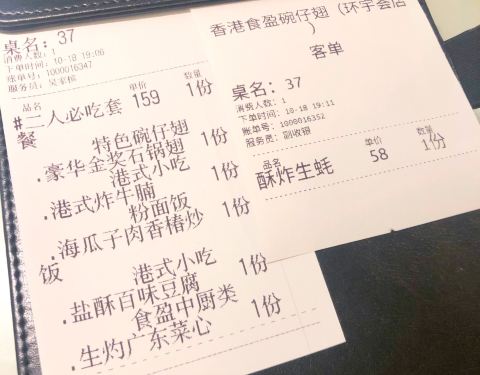 桌名：37
消费人数：1
下单时间：10-18 19:06
账单号：1000016347
服务员：吴家槟
品名 单价 数量
#二人必吃套餐 159 1份
特色碗仔翅
.豪华金奖石锅翅 1份
港式小吃
.港式炸牛腩 1份
粉面饭
.海瓜子肉香椿炒饭 1份
港式小吃
.盐酥百味豆腐 1份
食盈中厨类
.生灼广东菜心 1份
香港食盈碗仔翅（环宇会店
）
客单
桌名：37
消费人数：1
下单时间：10-18 19:11
账单号：1000016352
服务员：副收银
品名 单价 数量
酥炸生蚝 58 1份